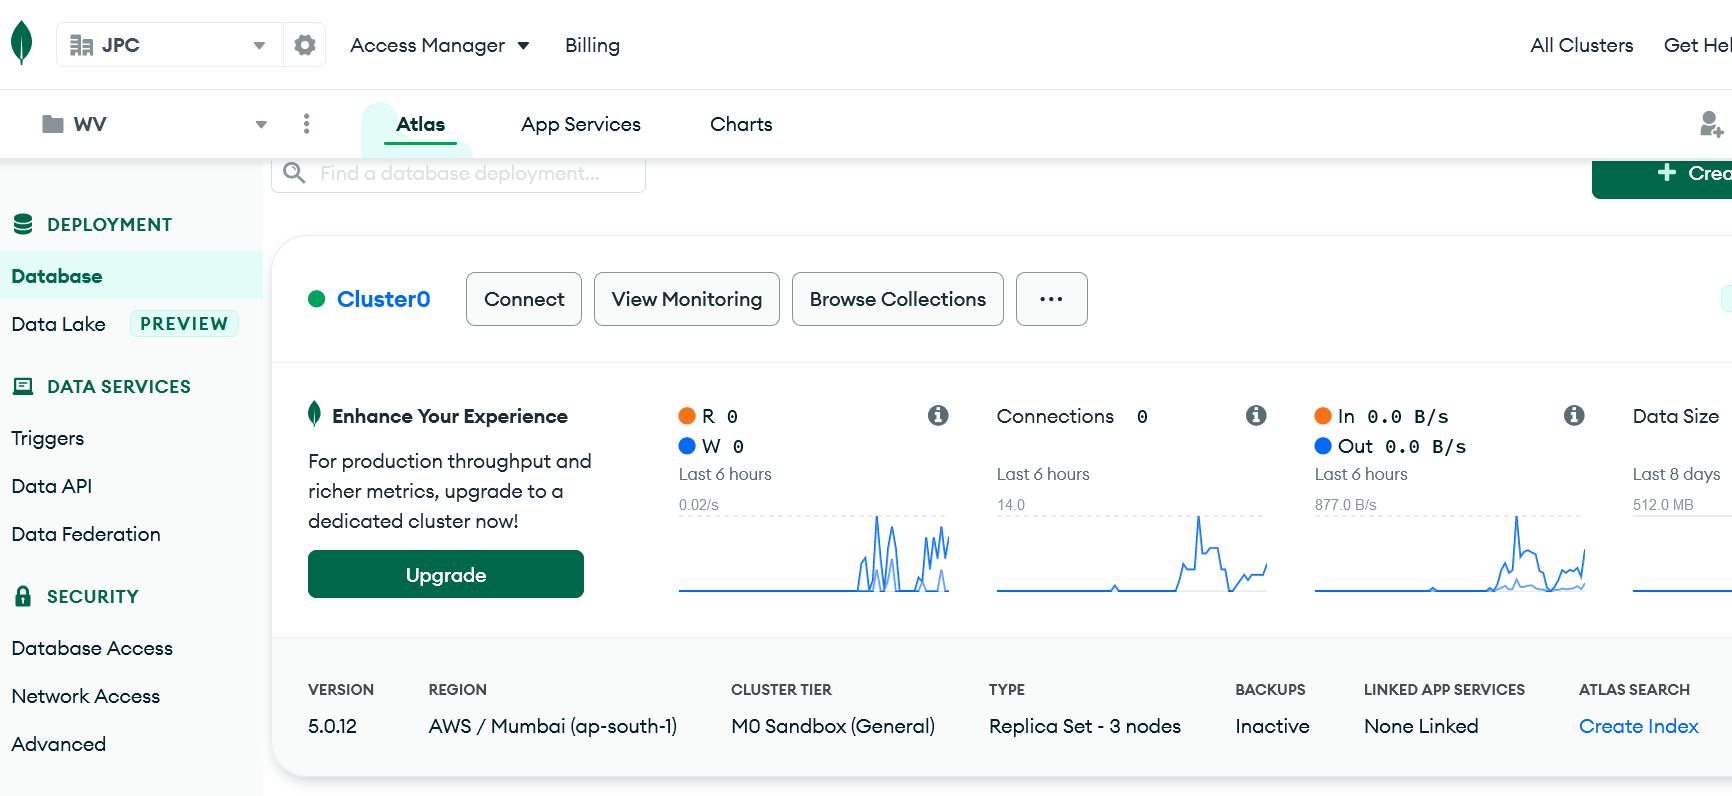 JPC
Access Manager
Billing
All Clusters
Get Hel
WV
Atlas
App Services
Charts
Find a database deployment...
+ Crea
DEPLOYMENT
Database
Data Lake PREVIEW
DATA SERVICES
Triggers
Data API
Data Federation
SECURITY
Database Access
Network Access
Advanced
Cluster0
Connect
View Monitoring
Browse Collections
...
Enhance Your Experience
For production throughput and
richer metrics, upgrade to a
dedicated cluster now!
Upgrade
R 0
W 0
Last 6 hours
0.02/s
Connections 0
Last 6 hours
14.0
In 0.0 B/s
Out 0.0 B/s
Last 6 hours
877.0 B/s
Data Size
Last 8 days
512.0 MB
VERSION
5.0.12
REGION
AWS / Mumbai (ap-south-1)
CLUSTER TIER
M0 Sandbox (General)
TYPE
Replica Set - 3 nodes
BACKUPS
Inactive
LINKED APP SERVICES
None Linked
ATLAS SEARCH
Create Index